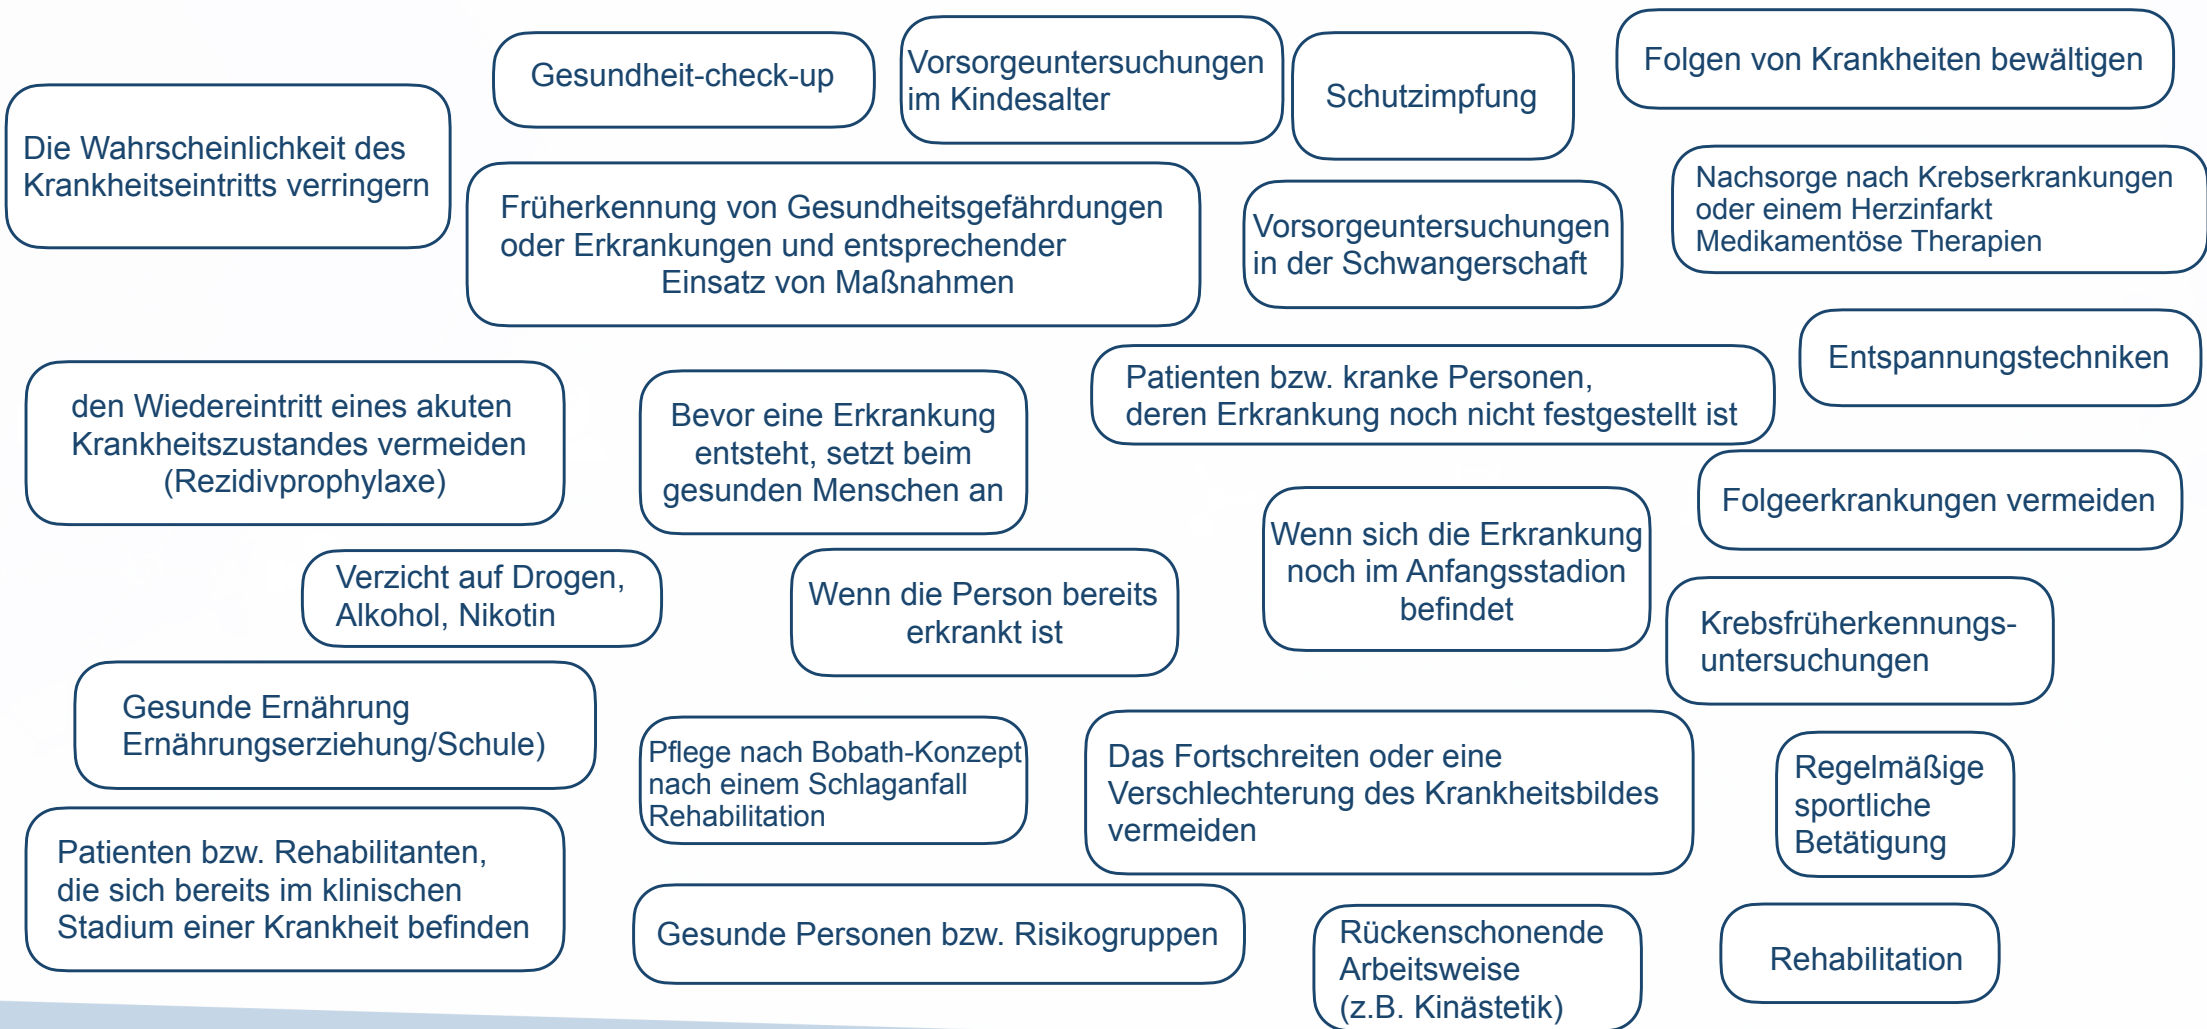 Gesundheit-check-up
Vorsorgeuntersuchungen
im Kindesalter
Schutzimpfung
Folgen von Krankheiten bewältigen
Die Wahrscheinlichkeit des
Krankheitseintritts verringern
Früherkennung von Gesundheitsgefährdungen
oder Erkrankungen und entsprechender
Einsatz von Maßnahmen
Vorsorgeuntersuchungen
in der Schwangerschaft
Nachsorge nach Krebserkrankungen
oder einem Herzinfarkt
Medikamentöse Therapien
den Wiedereintritt eines akuten
Krankheitszustandes vermeiden
(Rezidivprophylaxe)
Bevor eine Erkrankung
entsteht, setzt beim
gesunden Menschen an
Patienten bzw. kranke Personen,
deren Erkrankung noch nicht festgestellt ist
Entspannungstechniken
Folgeerkrankungen vermeiden
Verzicht auf Drogen,
Alkohol, Nikotin
Wenn die Person bereits
erkrankt ist
Wenn sich die Erkrankung
noch im Anfangsstadion
befindet
Krebsfrüherkennungs-
untersuchungen
Gesunde Ernährung
Ernährungserziehung/Schule)
Pflege nach Bobath-Konzept
nach einem Schlaganfall
Rehabilitation
Das Fortschreiten oder eine
Verschlechterung des Krankheitsbildes
vermeiden
Regelmäßige
sportliche
Betätigung
Patienten bzw. Rehabilitanten,
die sich bereits im klinischen
Stadium einer Krankheit befinden
Gesunde Personen bzw. Risikogruppen
Rückenschonende
Arbeitsweise
(z.B. Kinästetik)
Rehabilitation